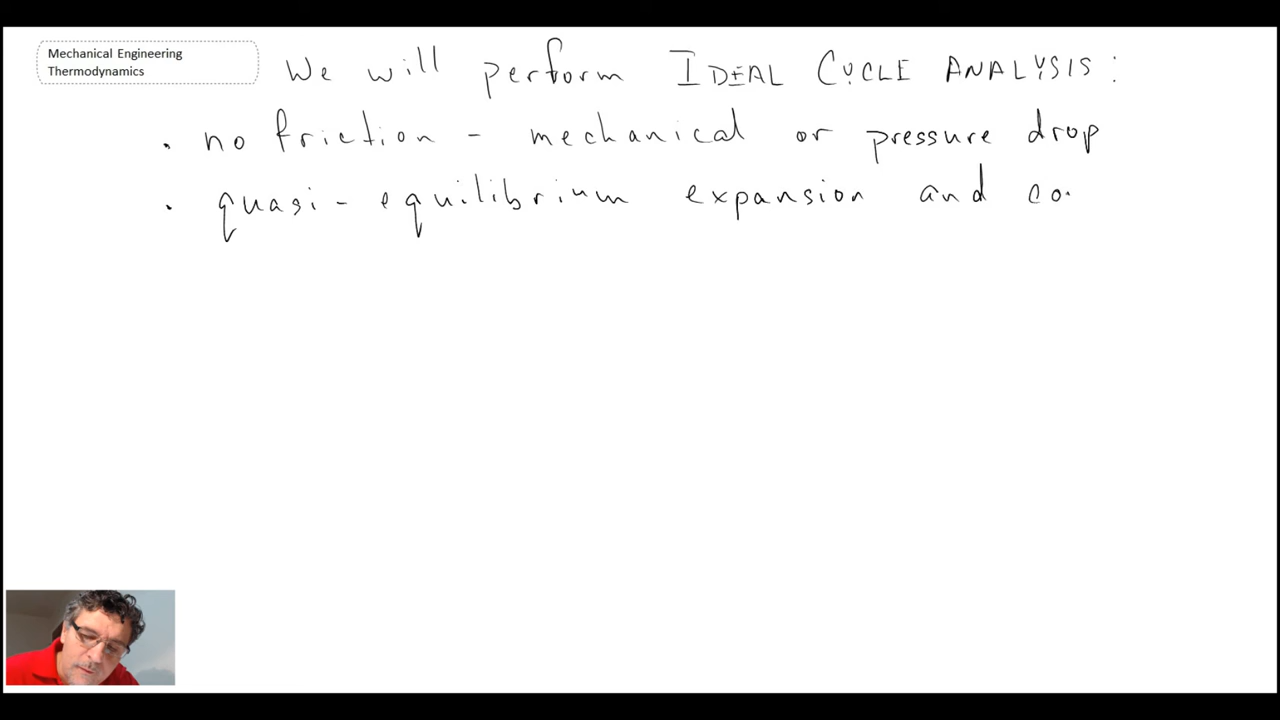 Mechanical Engineering
Thermodynamics
We will perform IDEAL CYCLE ANALYSIS:
• no friction - mechanical or pressure drop
• quasi-equilibrium expansion and co